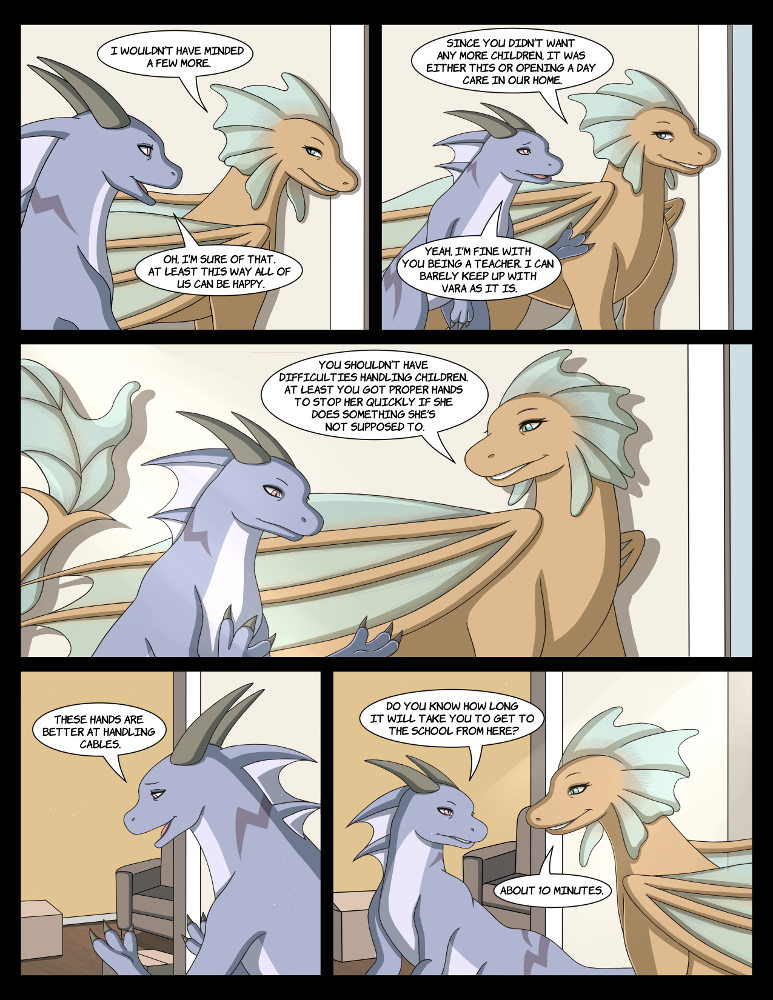 I WOULDN'T HAVE MINDED
A FEW MORE.
OH, I'M SURE OF THAT.
AT LEAST THIS WAY ALL OF
US CAN BE HAPPY.
SINCE YOU DIDN'T WANT
ANY MORE CHILDREN, IT WAS
EITHER THIS OR OPENING A DAY
CARE IN OUR HOME.
YEAH, I'M FINE WITH
YOU BEING A TEACHER. I CAN
BARELY KEEP UP WITH
VARA AS IT IS.
YOU SHOULDN'T HAVE
DIFFICULTIES HANDLING CHILDREN.
AT LEAST YOU GOT PROPER HANDS
TO STOP HER QUICKLY IF SHE
DOES SOMETHING SHE'S
NOT SUPPOSED TO.
THESE HANDS ARE
BETTER AT HANDLING
CABLES.
DO YOU KNOW HOW LONG
IT WILL TAKE YOU TO GET TO
THE SCHOOL FROM HERE?
ABOUT 10 MINUTES.